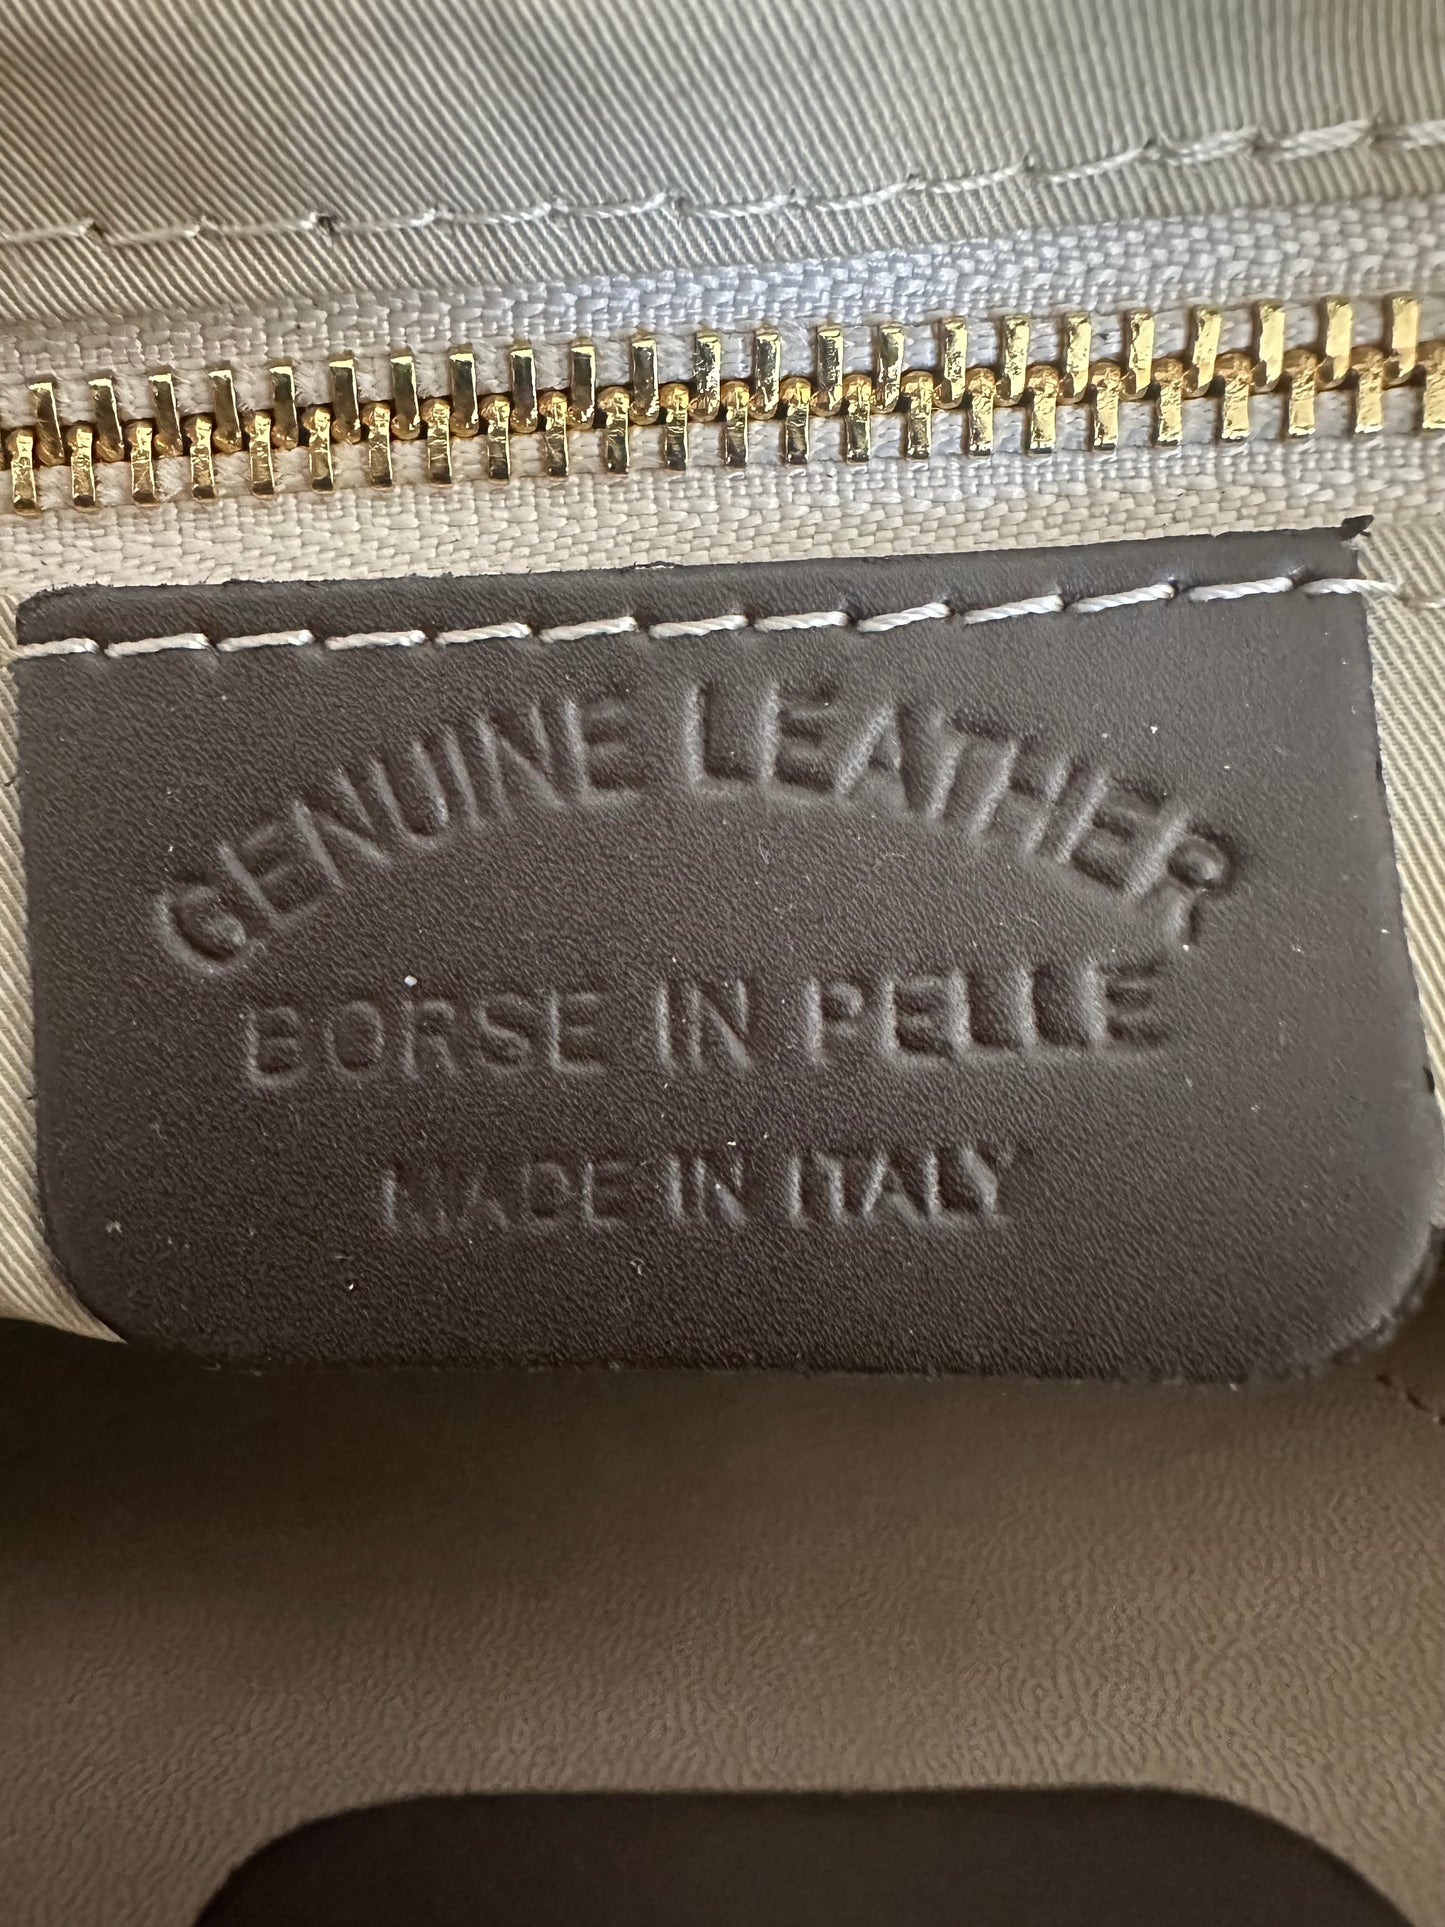 GENUINE LEATHER
BORSE IN PELLE
MADE IN ITALY